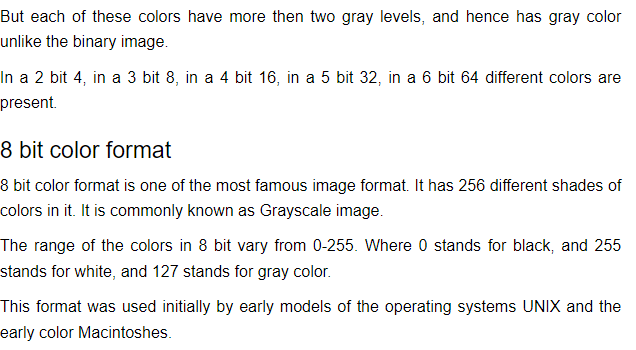 But each of these colors have more then two gray levels, and hence has gray color
unlike the binary image.
In a 2 bit 4, in a 3 bit 8, in a 4 bit 16, in a 5 bit 32, in a 6 bit 64 different colors are
present.
8 bit color format
8 bit color format is one of the most famous image format. It has 256 different shades of
colors in it. It is commonly known as Grayscale image.
The range of the colors in 8 bit vary from 0-255. Where 0 stands for black, and 255
stands for white, and 127 stands for gray color.
This format was used initially by early models of the operating systems UNIX and the
early color Macintoshes.